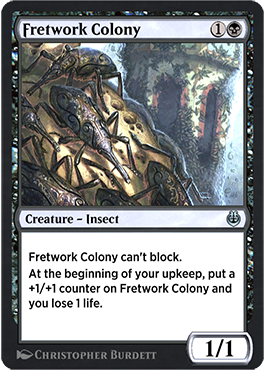 Fretwork Colony 1
Creature – Insect
Fretwork Colony can't block.
At the beginning of your upkeep, put a
+1/+1 counter on Fretwork Colony and
you lose 1 life.
1/1
Christopher Burdett